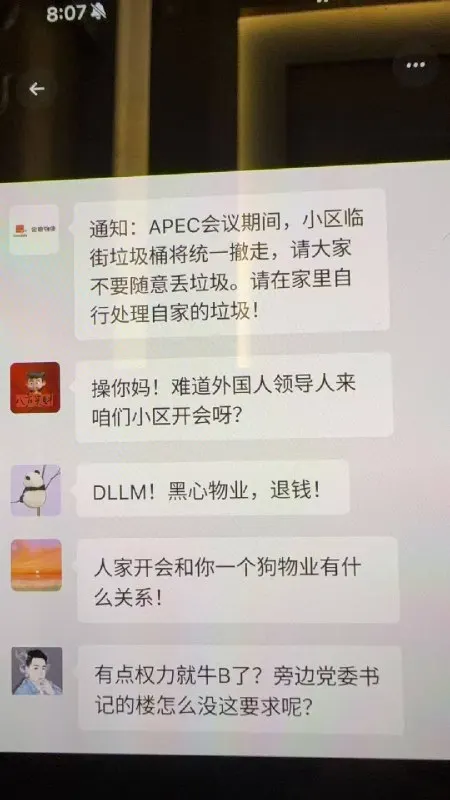 8:07
通知：APEC会议期间，小区临
街垃圾桶将统一撤走，请大家
不要随意丢垃圾。请在家里自
行处理自家的垃圾！
操你妈！难道外国人领导人来
咱们小区开会呀？
DLLM！黑心物业，退钱！
人家开会和你一个狗物业有什
么关系！
有点权力就牛B了？旁边党委书
记的楼怎么没这要求呢？